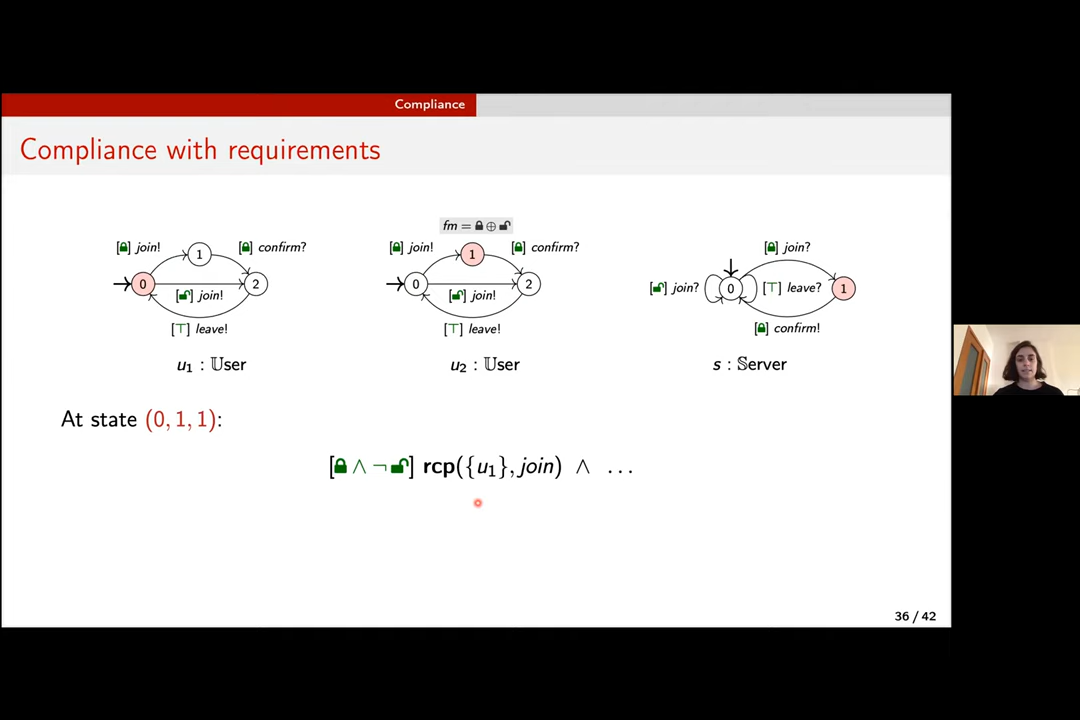 Compliance
Compliance with requirements
fm = 🔒 ⊕ 🔓
[🔒] join!
1
[🔒] confirm?
0
2
[🔓] join!
[⊤] leave!
u₁ : 𝕌ser
[🔒] join!
1
[🔒] confirm?
0
2
[🔓] join!
[⊤] leave!
u₂ : 𝕌ser
[🔒] join?
[🔓] join?
0
[⊤] leave?
1
[🔒] confirm!
s : 𝕊erver
At state (0, 1, 1):
[🔒 ∧ ¬ 🔓] rcp({u₁}, join) ∧ ...
36 / 42